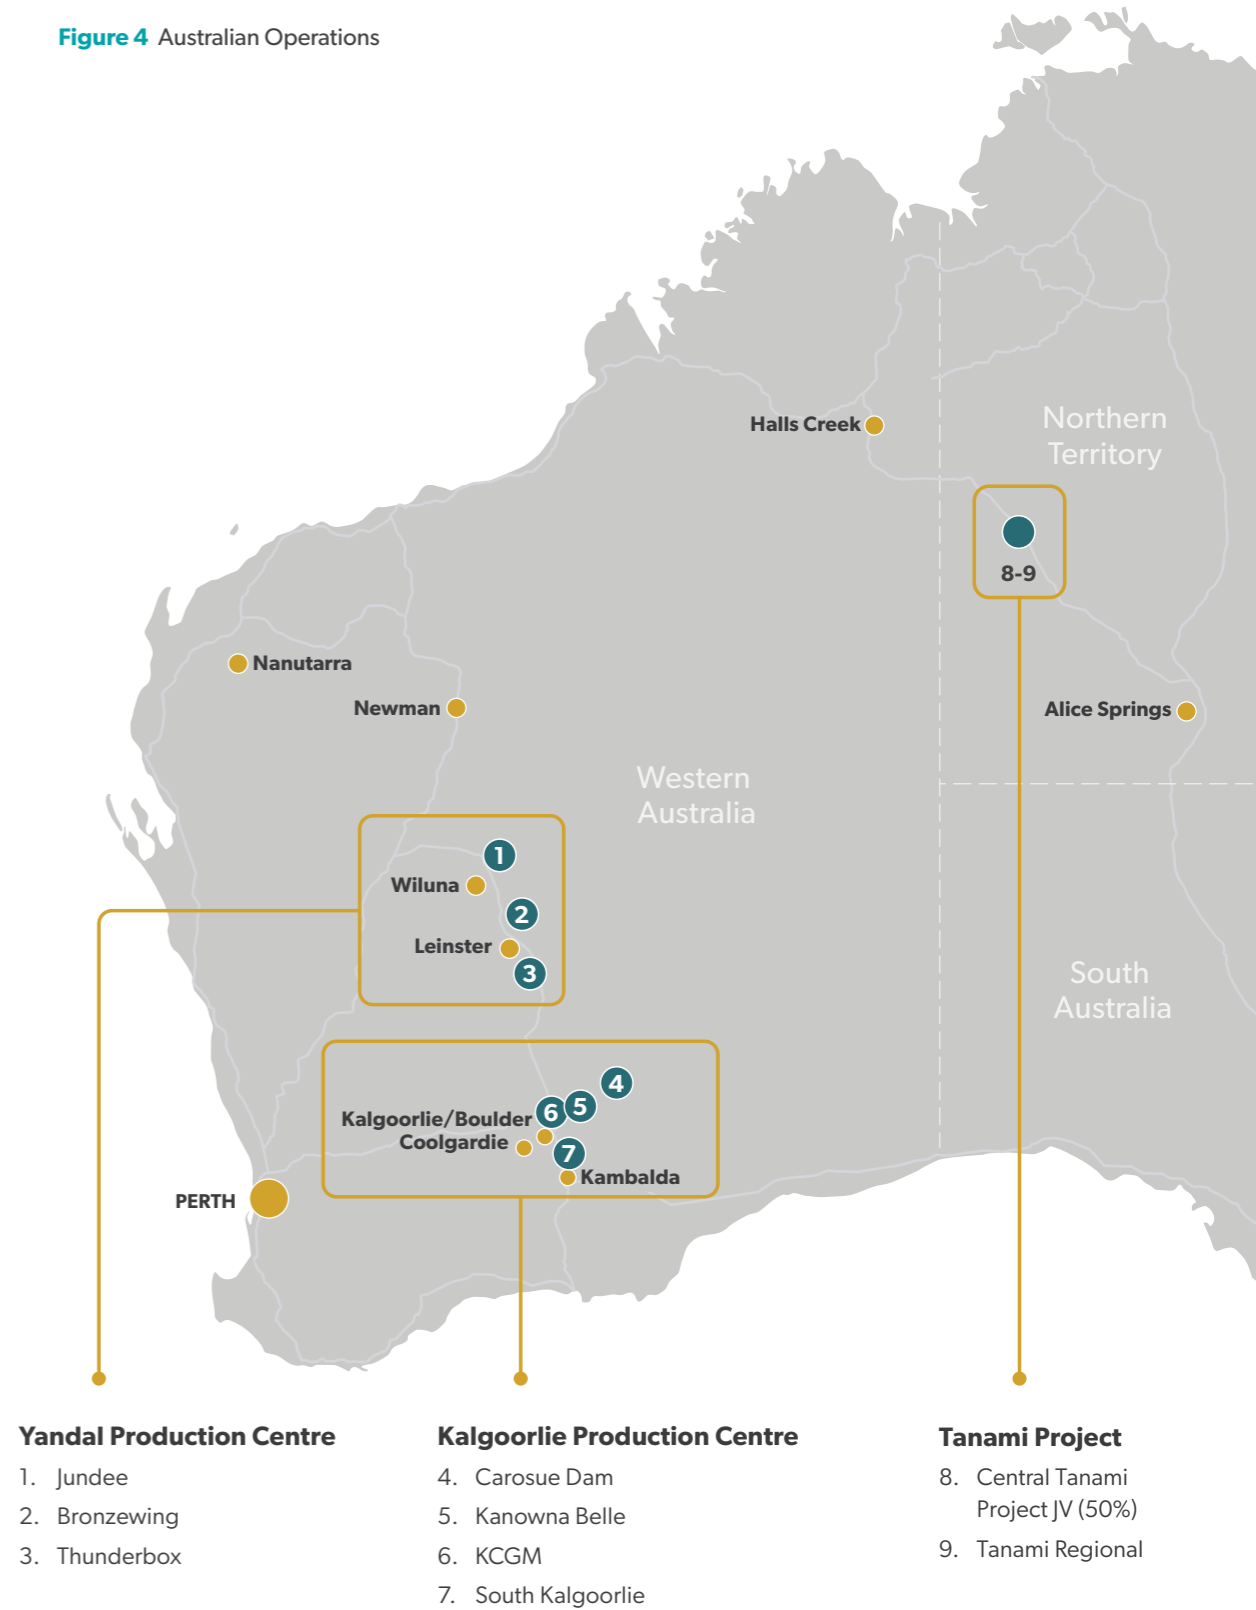 Figure 4 Australian Operations
Halls Creek
Northern
Territory
8-9
Nanutarra
Newman
Alice Springs
Western
Australia
1
Wiluna
2
Leinster
3
South
Australia
4
5
6
Kalgoorlie/Boulder
Coolgardie
7
Kambalda
PERTH
Yandal Production Centre
1. Jundee
2. Bronzewing
3. Thunderbox
Kalgoorlie Production Centre
4. Carosue Dam
5. Kanowna Belle
6. KCGM
7. South Kalgoorlie
Tanami Project
8. Central Tanami
Project JV (50%)
9. Tanami Regional